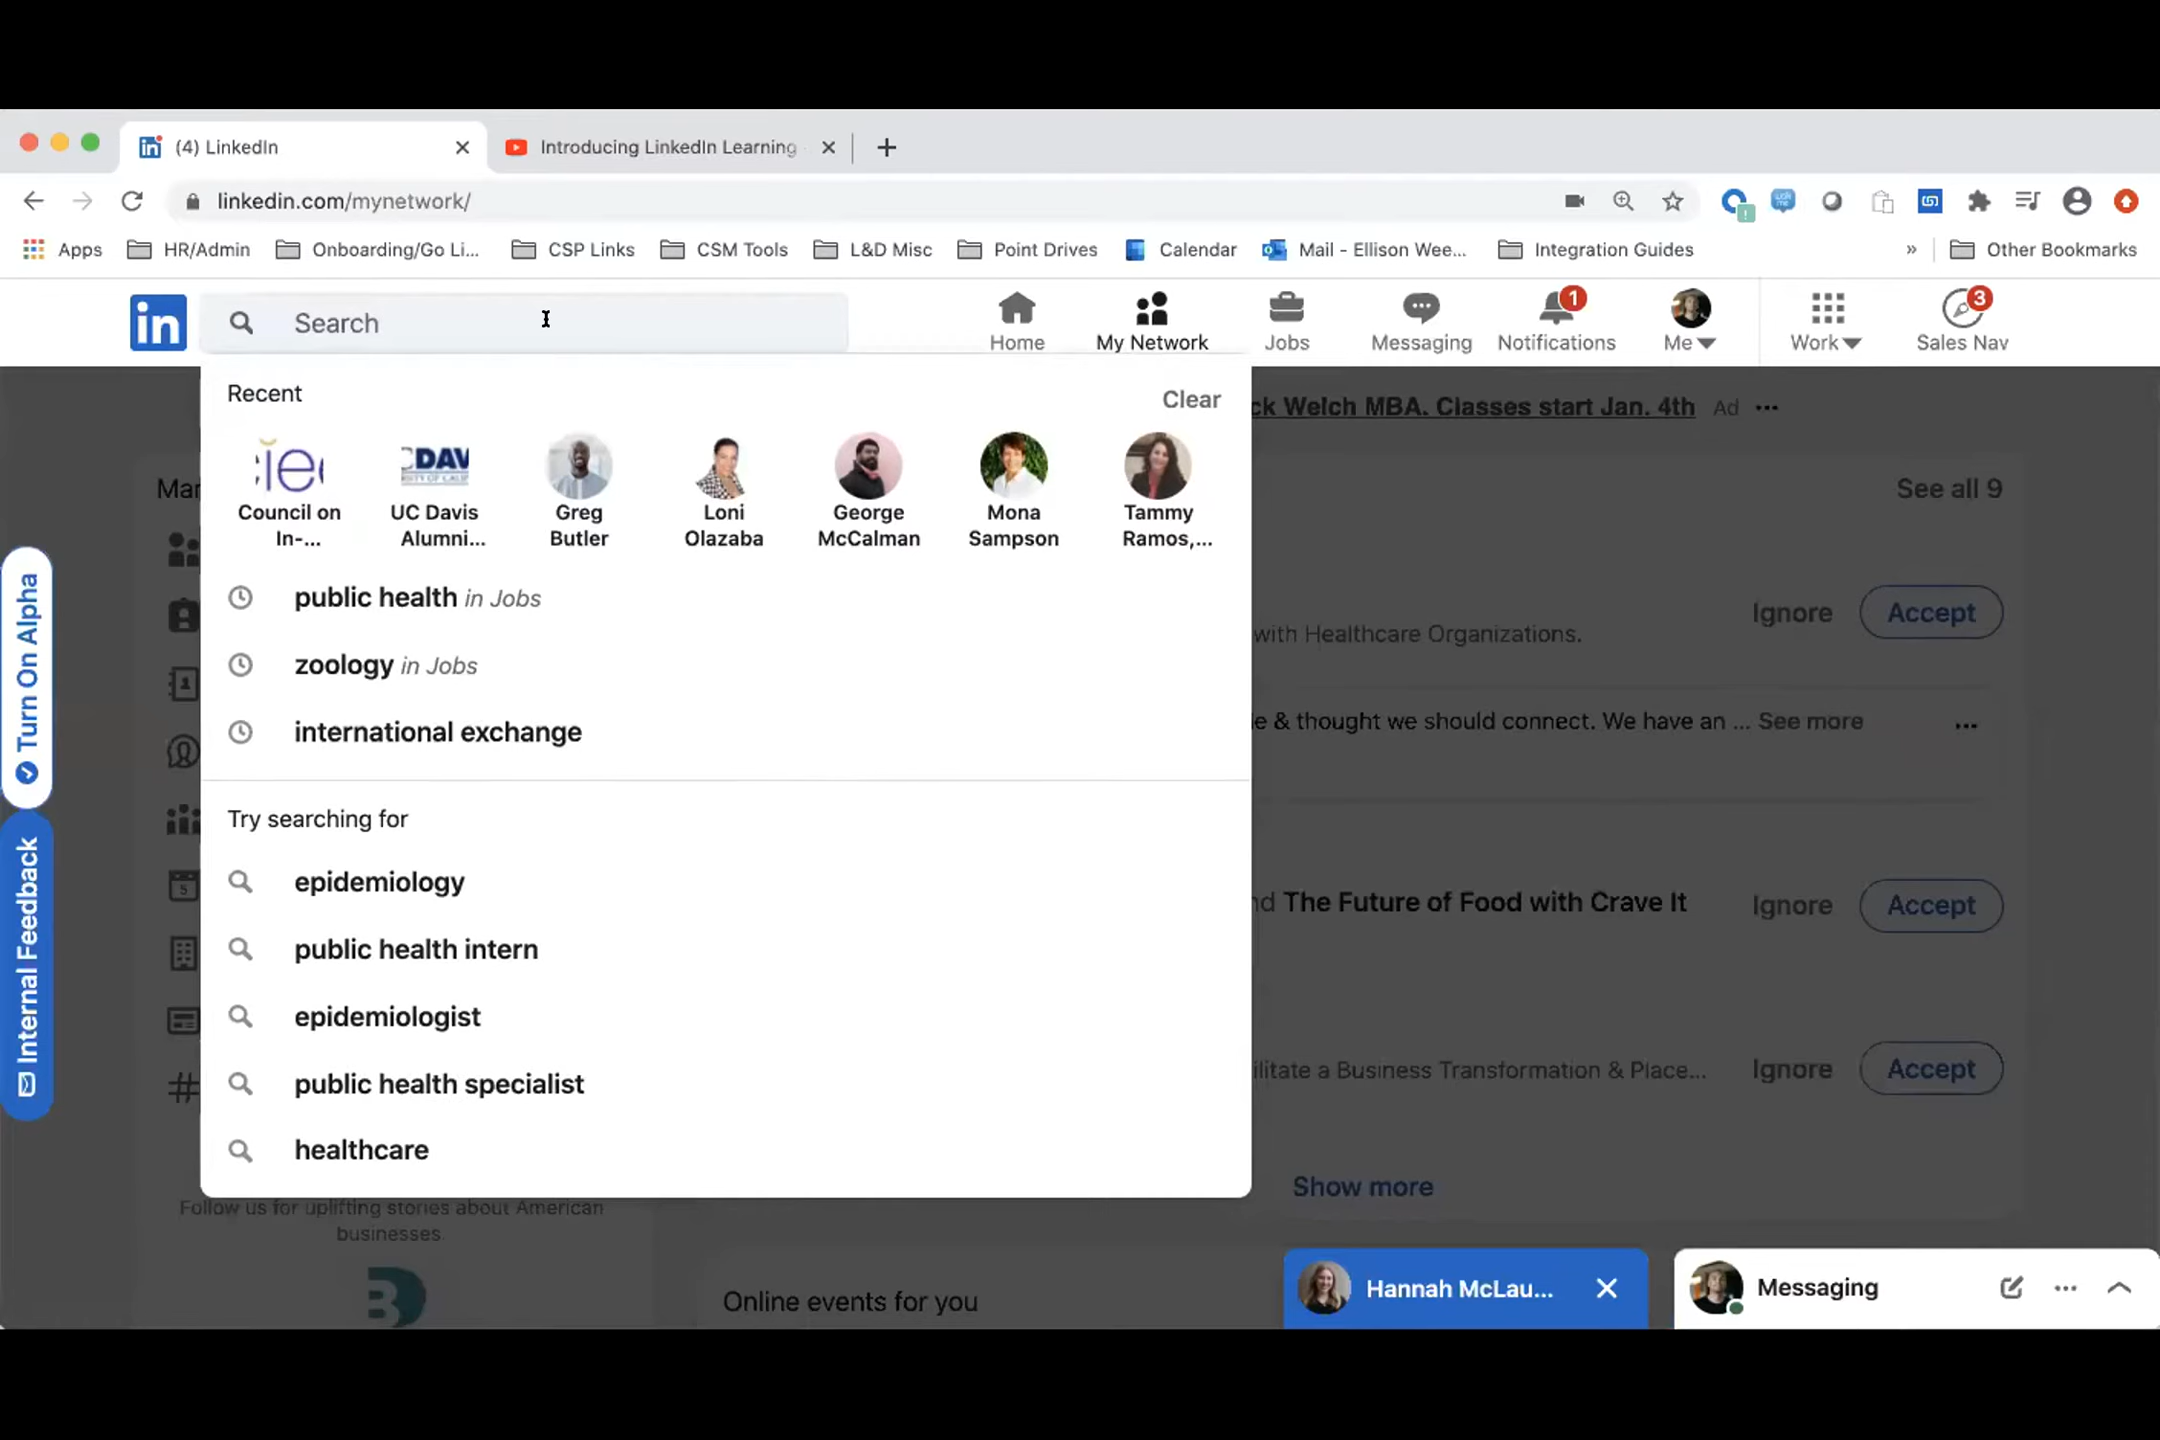 (4) LinkedIn
Introducing LinkedIn Learning
linkedin.com/mynetwork/
Apps
HR/Admin
Onboarding/Go Li...
CSP Links
CSM Tools
L&D Misc
Point Drives
Calendar
Mail - Ellison Wee...
Integration Guides
»
Other Bookmarks
in
Search
Home
My Network
Jobs
Messaging
1
Notifications
Me
Work
3
Sales Nav
Recent
Clear
ck Welch MBA. Classes start Jan. 4th
Ad
Council on
In-...
UC Davis
Alumni...
Greg
Butler
Loni
Olazaba
George
McCalman
Mona
Sampson
Tammy
Ramos,...
Mar
See all 9
public health in Jobs
zoology in Jobs
international exchange
with Healthcare Organizations.
Ignore
Accept
e & thought we should connect. We have an ... See more
Try searching for
epidemiology
public health intern
epidemiologist
public health specialist
healthcare
nd The Future of Food with Crave It
Ignore
Accept
ilitate a Business Transformation & Place...
Ignore
Accept
Show more
Turn On Alpha
Internal Feedback
Follow us for uplifting stories about American
businesses.
Online events for you
Hannah McLau...
Messaging